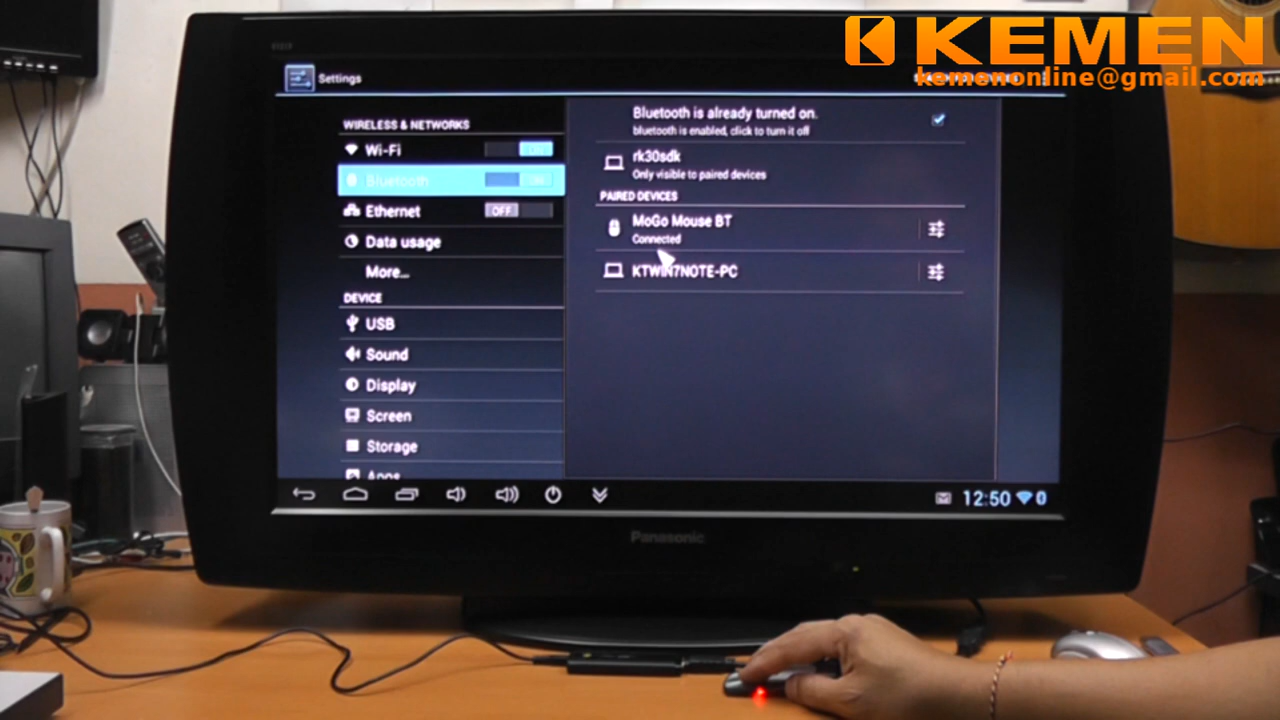 KEMEN
kemenonline@gmail.com
Settings
WIRELESS & NETWORKS
Wi-Fi
Bluetooth
Ethernet
OFF
Data usage
More...
DEVICE
USB
Sound
Display
Screen
Storage
Apps
Bluetooth is already turned on.
bluetooth is enabled, click to turn it off
rk30sdk
Only visible to paired devices
PAIRED DEVICES
MoGo Mouse BT
Connected
KTWIN7NOTE-PC
12:50
Panasonic